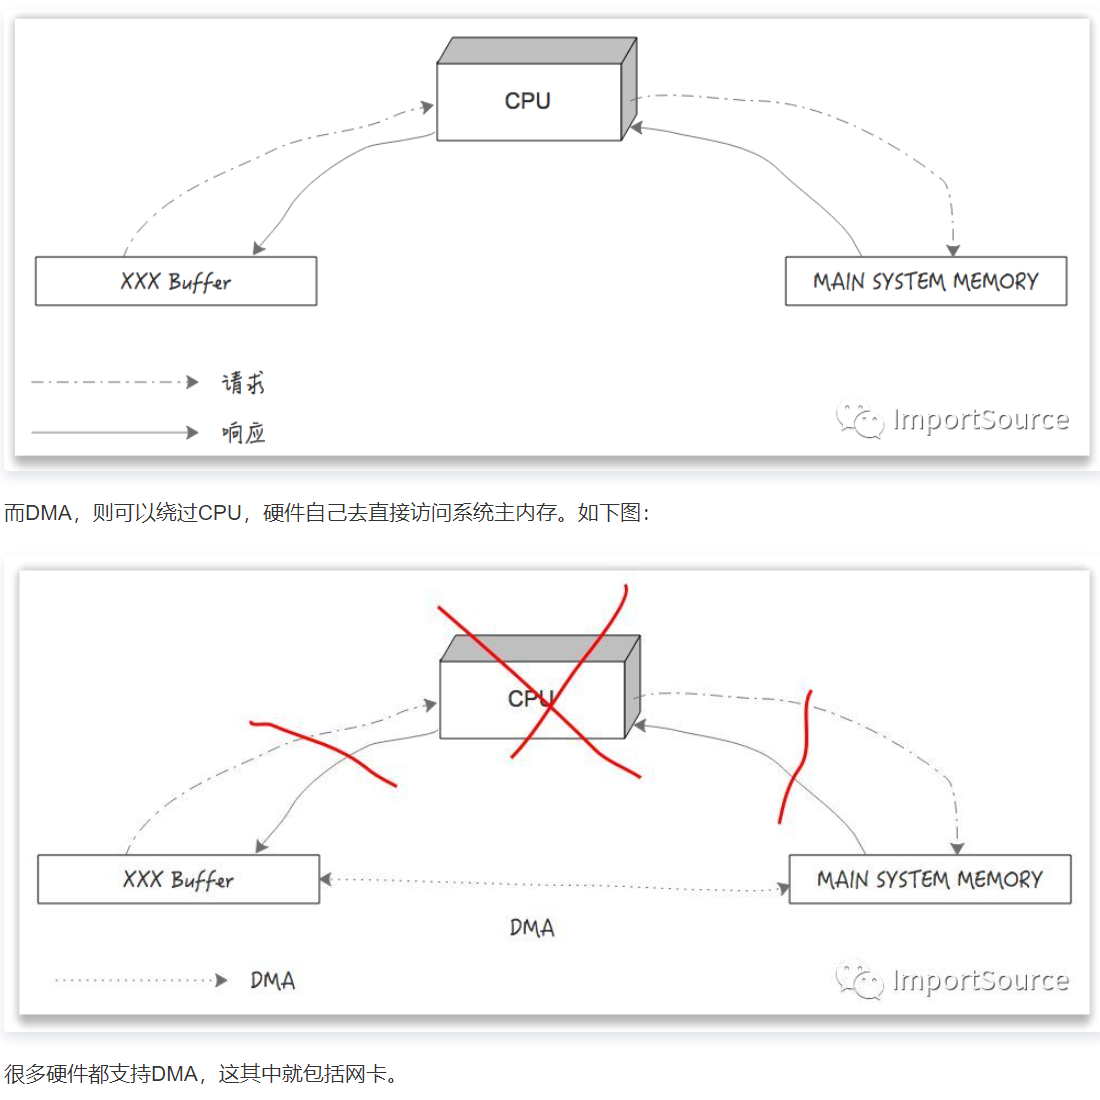 CPU
XXX Buffer
MAIN SYSTEM MEMORY
请求
响应
ImportSource
而DMA，则可以绕过CPU，硬件自己去直接访问系统主内存。如下图：
CPU
XXX Buffer
MAIN SYSTEM MEMORY
DMA
DMA
ImportSource
很多硬件都支持DMA，这其中就包括网卡。